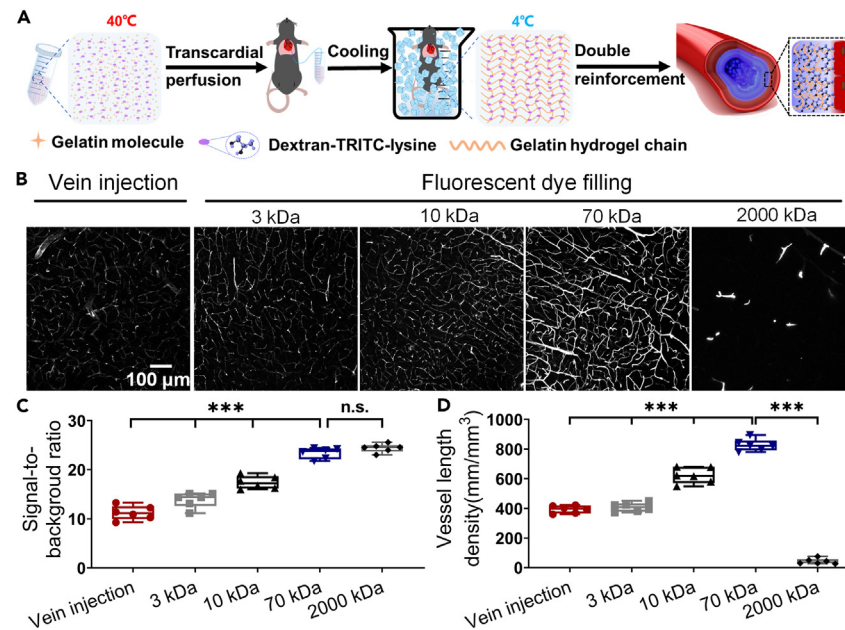 A
40℃
4℃
Transcardial
perfusion
Cooling
Double
reinforcement
Gelatin molecule
Dextran-TRITC-lysine
Gelatin hydrogel chain
B
Vein injection
Fluorescent dye filling
3 kDa
10 kDa
70 kDa
2000 kDa
100 µm
C
***
n.s.
Signal-to-
backgroud ratio
30
20
10
0
Vein injection
3 kDa
10 kDa
70 kDa
2000 kDa
D
***
***
Vessel length
density(mm/mm³)
1000
800
600
400
200
0
Vein injection
3 kDa
10 kDa
70 kDa
2000 kDa